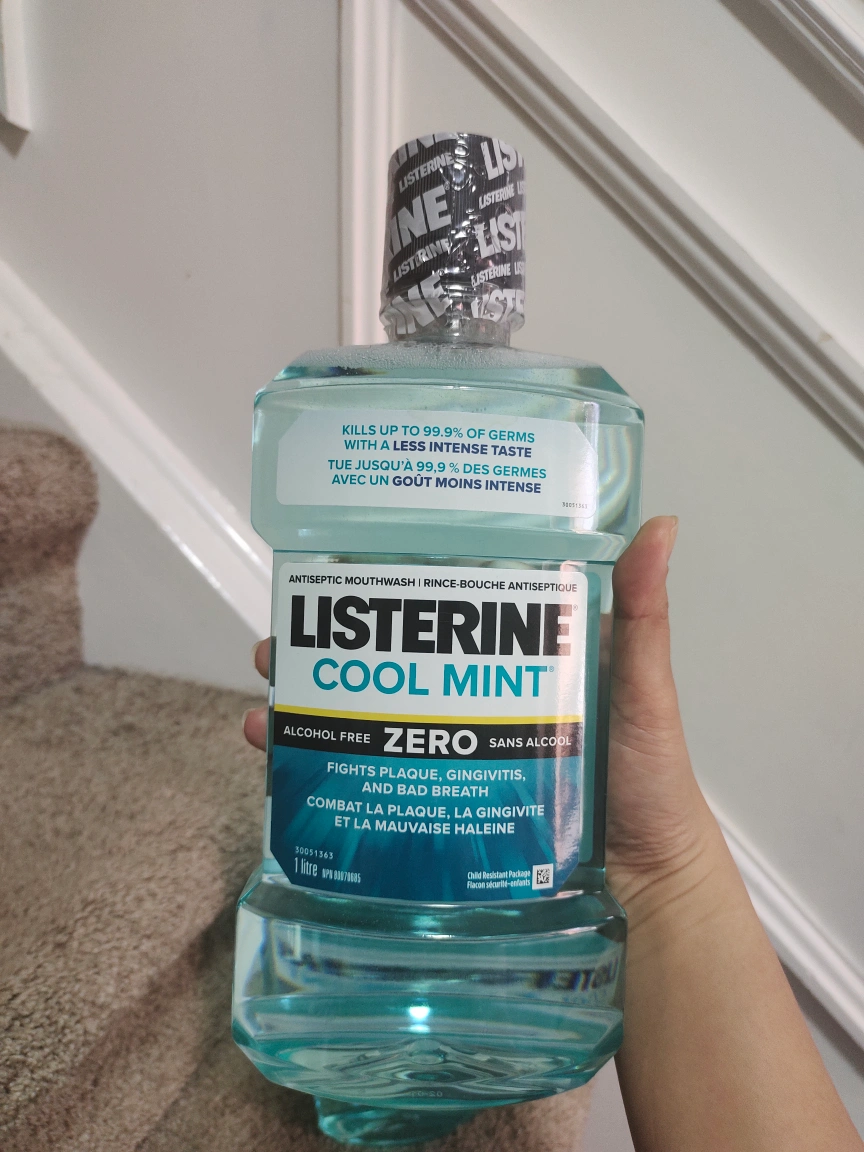 LISTERINE
KILLS UP TO 99.9% OF GERMS
WITH A LESS INTENSE TASTE
TUE JUSQU'À 99,9 % DES GERMES
AVEC UN GOÛT MOINS INTENSE
30051363
ANTISEPTIC MOUTHWASH | RINCE-BOUCHE ANTISEPTIQUE
LISTERINE®
COOL MINT®
ALCOHOL FREE ZERO SANS ALCOOL
FIGHTS PLAQUE, GINGIVITIS,
AND BAD BREATH
COMBAT LA PLAQUE, LA GINGIVITE
ET LA MAUVAISE HALEINE
30051363
1 litre NPN 80070605
Child Resistant Package
Flacon sécurité-enfants